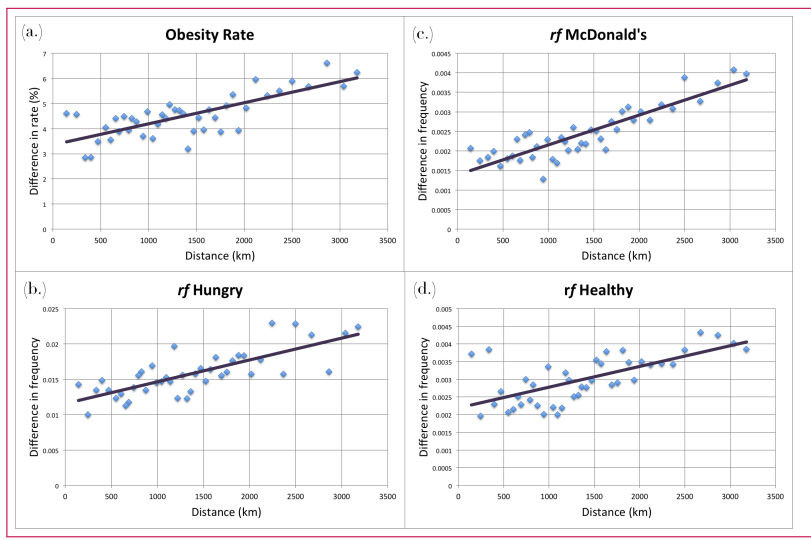 (a.)
Obesity Rate
7
6
5
4
3
2
1
0
Difference in rate (%)
0 500 1000 1500 2000 2500 3000 3500
Distance (km)
(c.)
rf McDonald's
0.0045
0.004
0.0035
0.003
0.0025
0.002
0.0015
0.001
0.0005
0
Difference in frequency
0 500 1000 1500 2000 2500 3000 3500
Distance (km)
(b.)
rf Hungry
0.025
0.02
0.015
0.01
0.005
0
Difference in frequency
0 500 1000 1500 2000 2500 3000 3500
Distance (km)
(d.)
rf Healthy
0.005
0.0045
0.004
0.0035
0.003
0.0025
0.002
0.0015
0.001
0.0005
0
Difference in frequency
0 500 1000 1500 2000 2500 3000 3500
Distance (km)